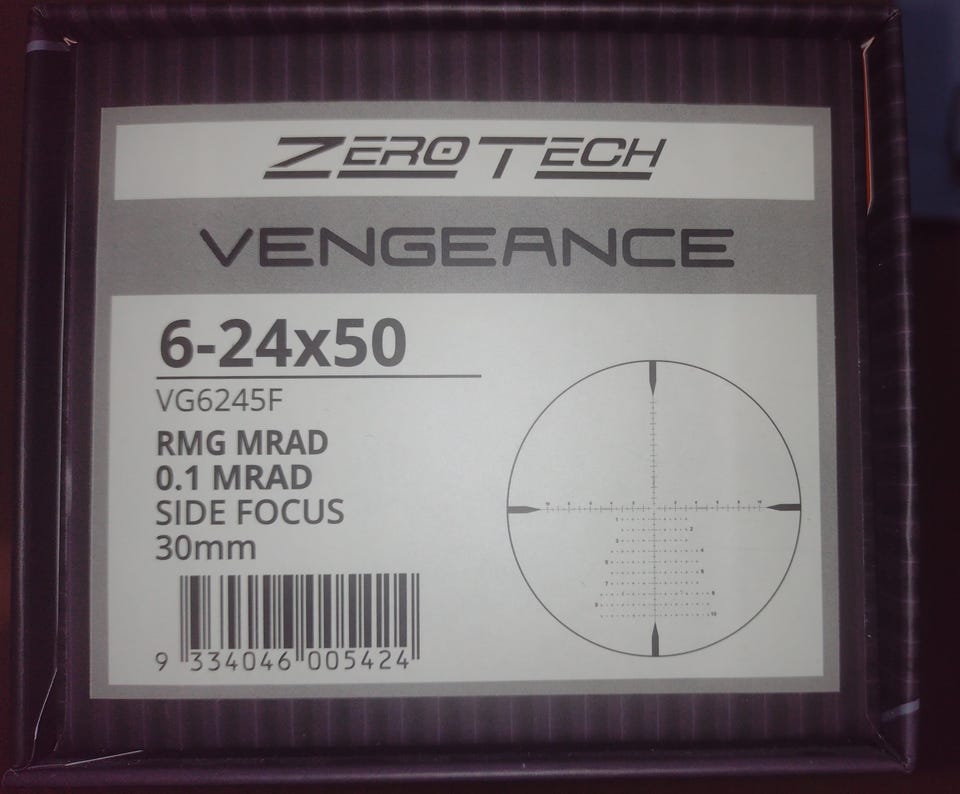 ZEROTECH
VENGEANCE
6-24x50
VG6245F
RMG MRAD
0.1 MRAD
SIDE FOCUS
30mm
9 334046 005424